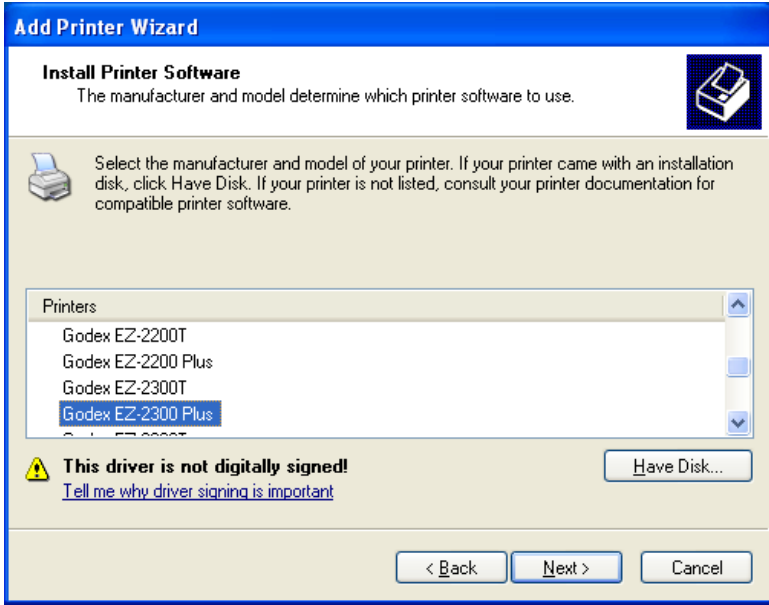 Add Printer Wizard
Install Printer Software
The manufacturer and model determine which printer software to use.
Select the manufacturer and model of your printer. If your printer came with an installation
disk, click Have Disk. If your printer is not listed, consult your printer documentation for
compatible printer software.
Printers
Godex EZ-2200T
Godex EZ-2200 Plus
Godex EZ-2300T
Godex EZ-2300 Plus
This driver is not digitally signed!
Have Disk...
Tell me why driver signing is important
< Back
Next >
Cancel